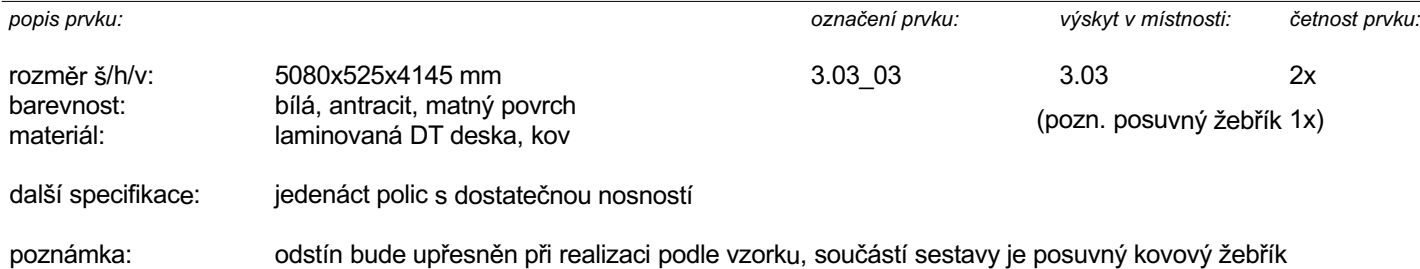 popis prvku: označení prvku: výskyt v místnosti: četnost prvku:
rozměr š/h/v: 5080x525x4145 mm 3.03_03 3.03 2x
barevnost: bílá, antracit, matný povrch (pozn. posuvný žebřík 1x)
materiál: laminovaná DT deska, kov
další specifikace: jedenáct polic s dostatečnou nosností
poznámka: odstín bude upřesněn při realizaci podle vzorku, součástí sestavy je posuvný kovový žebřík